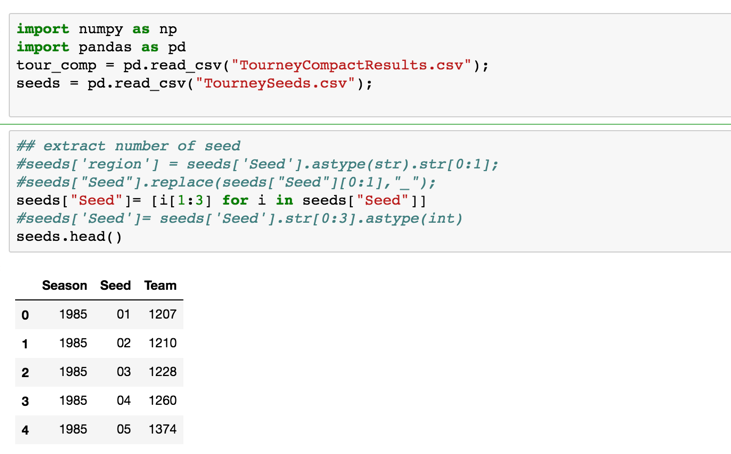 import numpy as np
import pandas as pd
tour_comp = pd.read_csv("TourneyCompactResults.csv");
seeds = pd.read_csv("TourneySeeds.csv");
## extract number of seed
#seeds['region'] = seeds['Seed'].astype(str).str[0:1];
#seeds["Seed"].replace(seeds["Seed"][0:1],"_");
seeds["Seed"]= [i[1:3] for i in seeds["Seed"]]
#seeds['Seed']= seeds['Seed'].str[0:3].astype(int)
seeds.head()
Season Seed Team
0 1985 01 1207
1 1985 02 1210
2 1985 03 1228
3 1985 04 1260
4 1985 05 1374